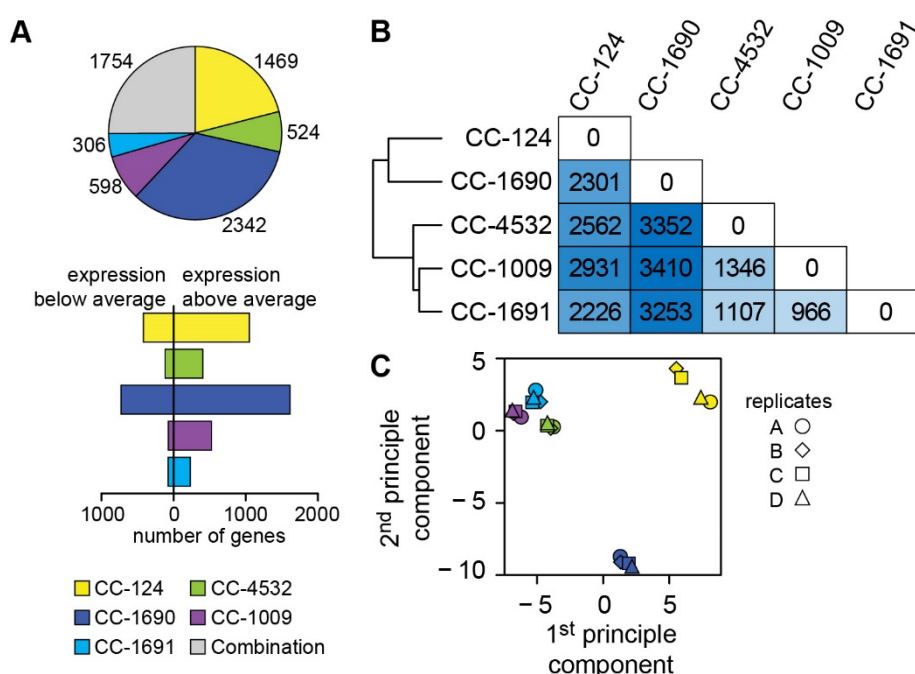 A
1754
1469
306
524
598
2342
expression below average
expression above average
1000 0 1000 2000
number of genes
CC-124
CC-4532
CC-1690
CC-1009
CC-1691
Combination
B
CC-124
CC-1690
CC-4532
CC-1009
CC-1691
CC-124 0
CC-1690 2301 0
CC-4532 2562 3352 0
CC-1009 2931 3410 1346 0
CC-1691 2226 3253 1107 966 0
C
5
0
−5
−10
2nd principle
component
−5 0 5
1st principle
component
replicates
A
B
C
D